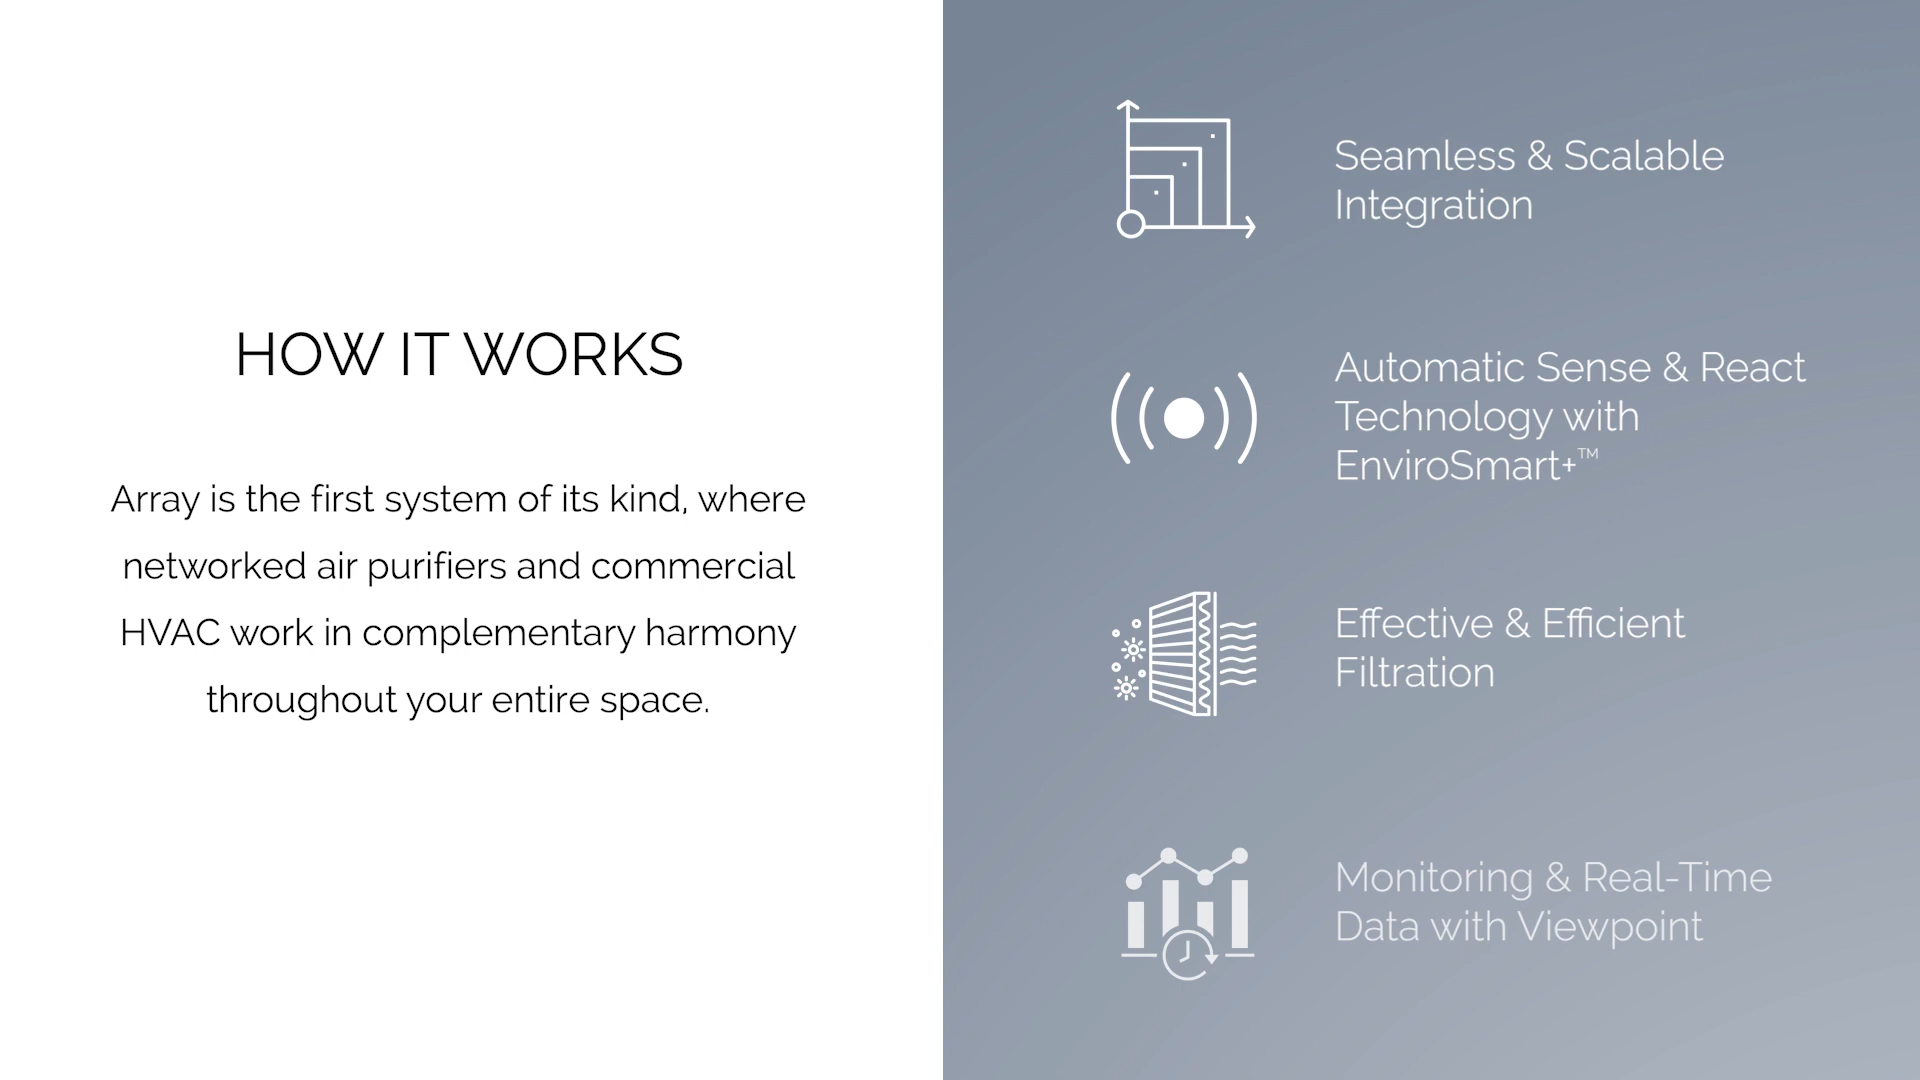 HOW IT WORKS
Array is the first system of its kind, where
networked air purifiers and commercial
HVAC work in complementary harmony
throughout your entire space.
Seamless & Scalable
Integration
Automatic Sense & React
Technology with
EnviroSmart+™
Effective & Efficient
Filtration
Monitoring & Real-Time
Data with Viewpoint